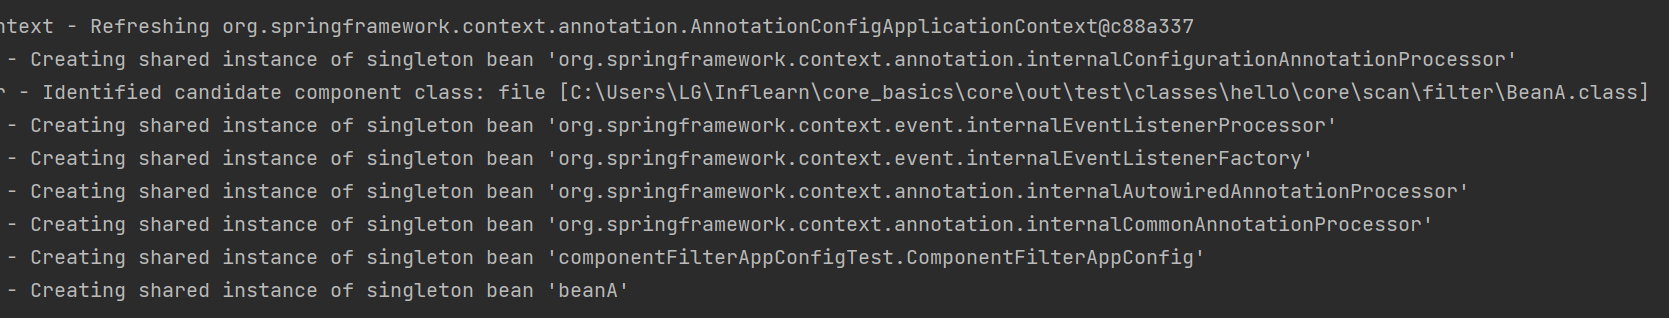 ntext - Refreshing org.springframework.context.annotation.AnnotationConfigApplicationContext@c88a337
- Creating shared instance of singleton bean 'org.springframework.context.annotation.internalConfigurationAnnotationProcessor'
r - Identified candidate component class: file [C:\Users\LG\Inflearn\core_basics\core\out\test\classes\hello\core\scan\filter\BeanA.class]
- Creating shared instance of singleton bean 'org.springframework.context.event.internalEventListenerProcessor'
- Creating shared instance of singleton bean 'org.springframework.context.event.internalEventListenerFactory'
- Creating shared instance of singleton bean 'org.springframework.context.annotation.internalAutowiredAnnotationProcessor'
- Creating shared instance of singleton bean 'org.springframework.context.annotation.internalCommonAnnotationProcessor'
- Creating shared instance of singleton bean 'componentFilterAppConfigTest.ComponentFilterAppConfig'
- Creating shared instance of singleton bean 'beanA'